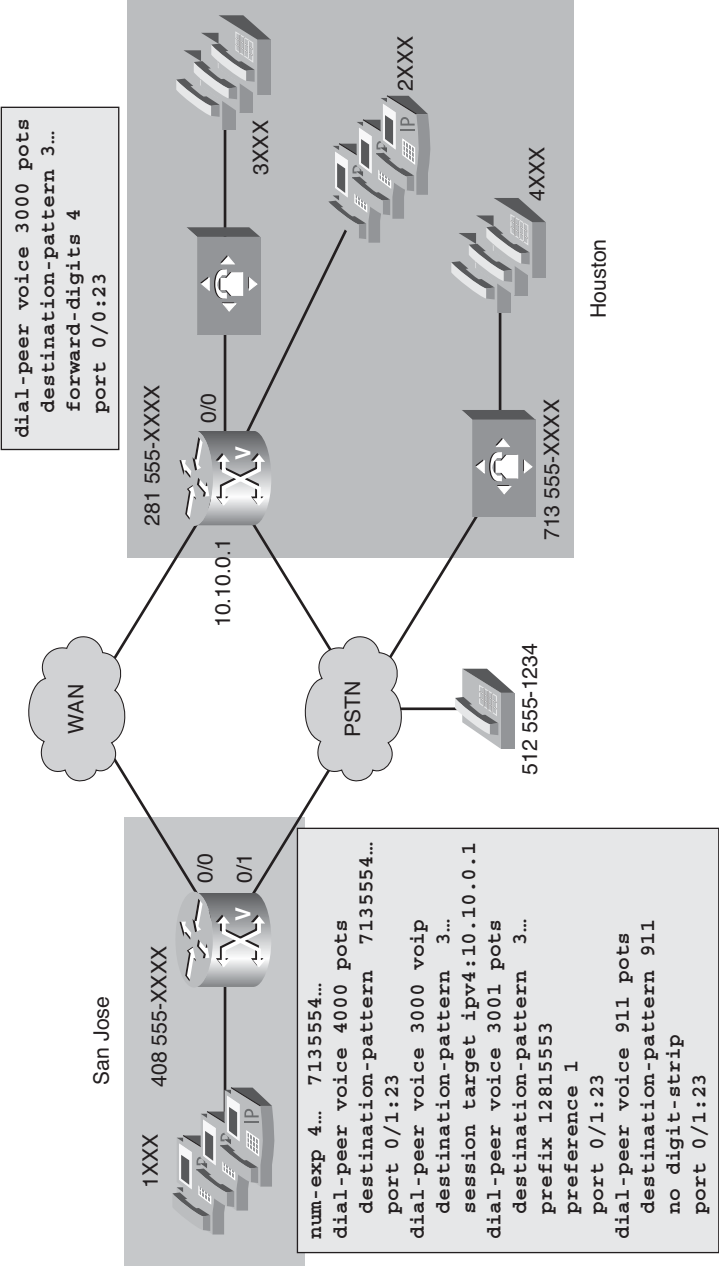 San Jose
1XXX
408 555-XXXX
0/0
0/1
IP
num-exp 4… 7135554…
dial-peer voice 4000 pots
destination-pattern 7135554…
port 0/1:23
dial-peer voice 3000 voip
destination-pattern 3…
session target ipv4:10.10.0.1
dial-peer voice 3001 pots
destination-pattern 3…
prefix 12815553
preference 1
port 0/1:23
dial-peer voice 911 pots
destination-pattern 911
no digit-strip
port 0/1:23
WAN
PSTN
512 555-1234
dial-peer voice 3000 pots
destination-pattern 3…
forward-digits 4
port 0/0:23
281 555-XXXX
0/0
10.10.0.1
V
V
3XXX
2XXX
IP
713 555-XXXX
4XXX
Houston